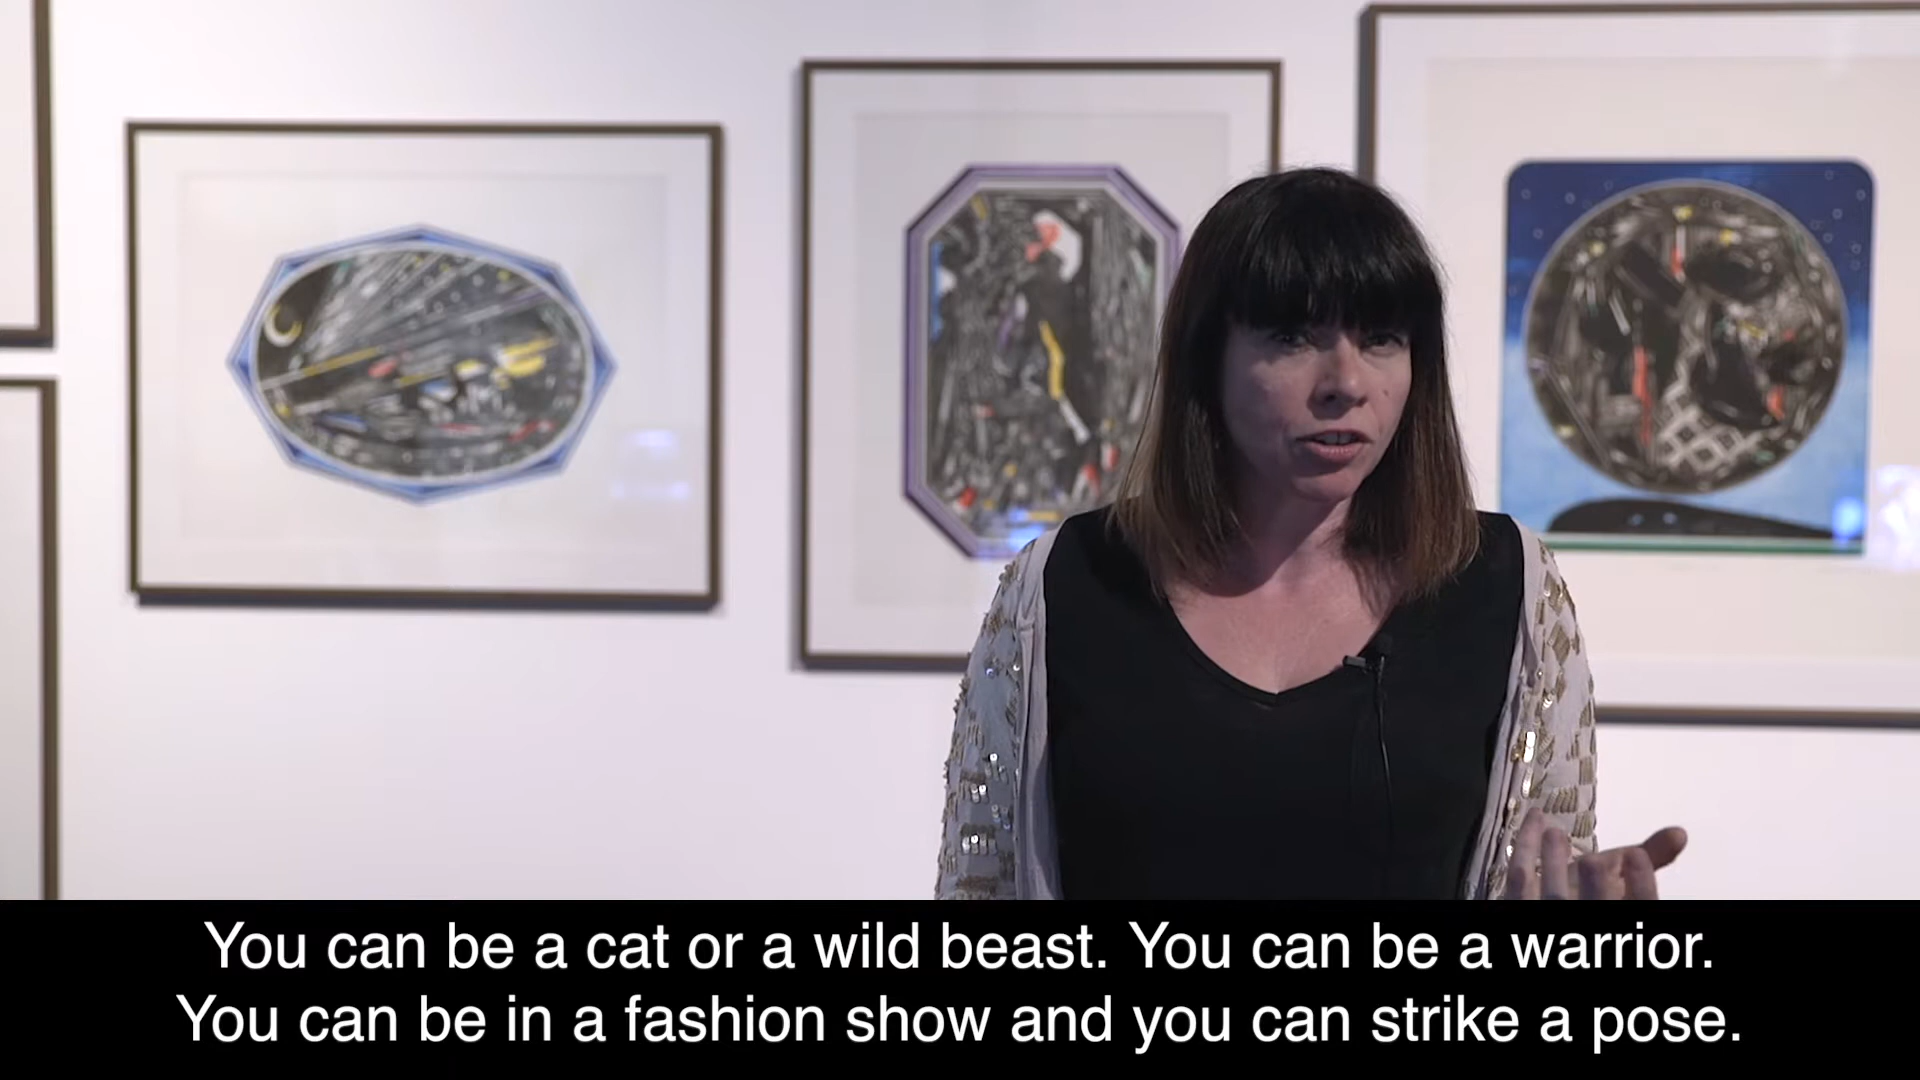 You can be a cat or a wild beast. You can be a warrior.
You can be in a fashion show and you can strike a pose.